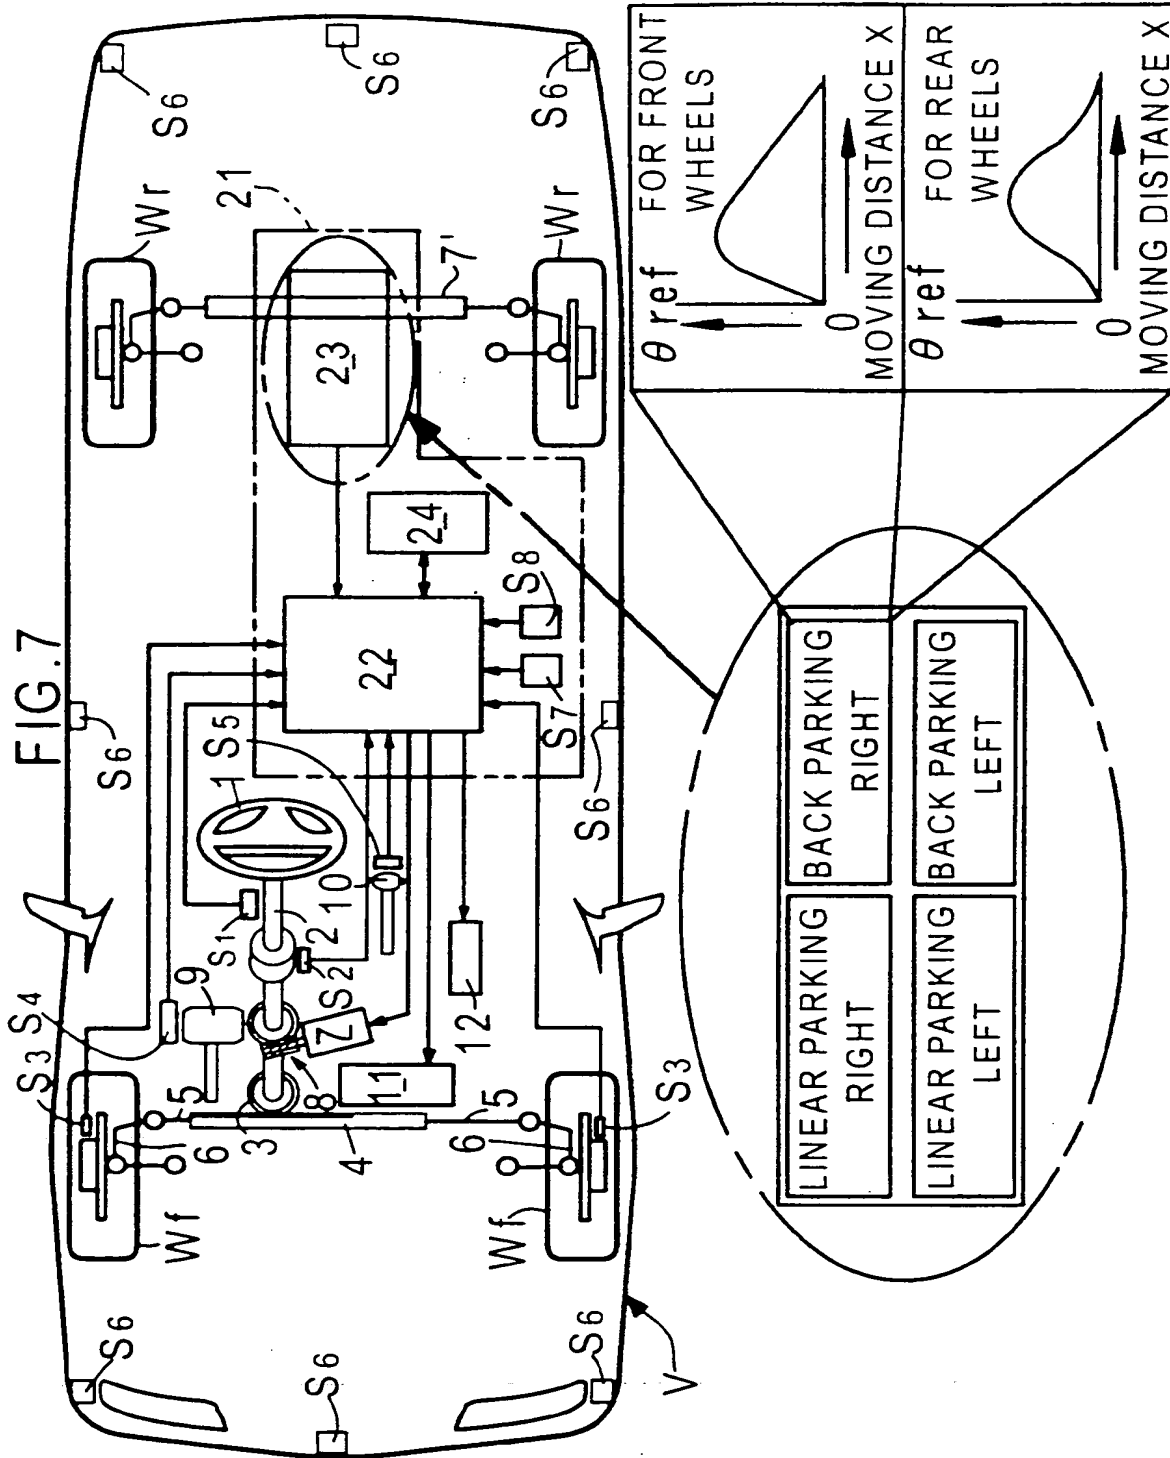 FIG.7
S6
S6
S6
S6
S6
S6
S6
S6
Wr
Wr
21
7'
23
24
22
S8
S7
S5
1
S1
2
10
S2
12
9
S4
S3
7
11
8
5
5
3
4
6
6
S3
Wf
Wf
V
LINEAR PARKING
RIGHT
BACK PARKING
RIGHT
LINEAR PARKING
LEFT
BACK PARKING
LEFT
θ ref
FOR FRONT
WHEELS
0
MOVING DISTANCE X
θ ref
FOR REAR
WHEELS
0
MOVING DISTANCE X